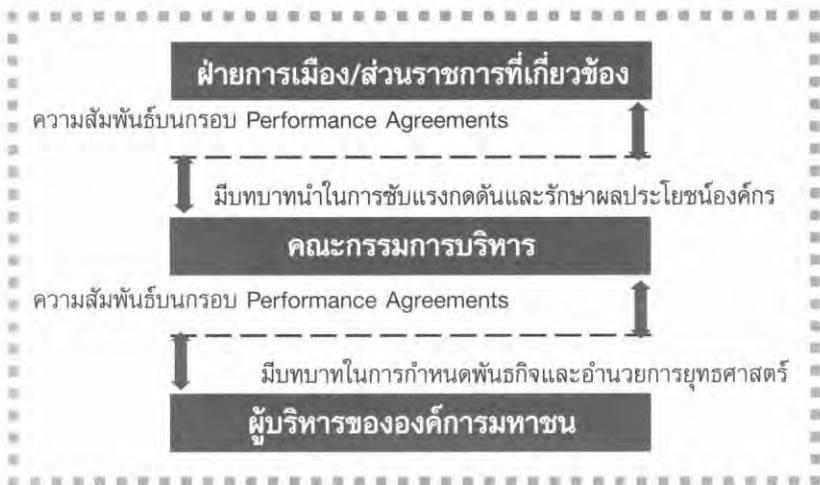 ฝ่ายการเมือง/ส่วนราชการที่เกี่ยวข้อง
ความสัมพันธ์บนกรอบ Performance Agreements
มีบทบาทนำในการซับแรงกดดันและรักษาผลประโยชน์องค์กร
คณะกรรมการบริหาร
ความสัมพันธ์บนกรอบ Performance Agreements
มีบทบาทในการกำหนดพันธกิจและอำนวยการยุทธศาสตร์
ผู้บริหารขององค์การมหาชน